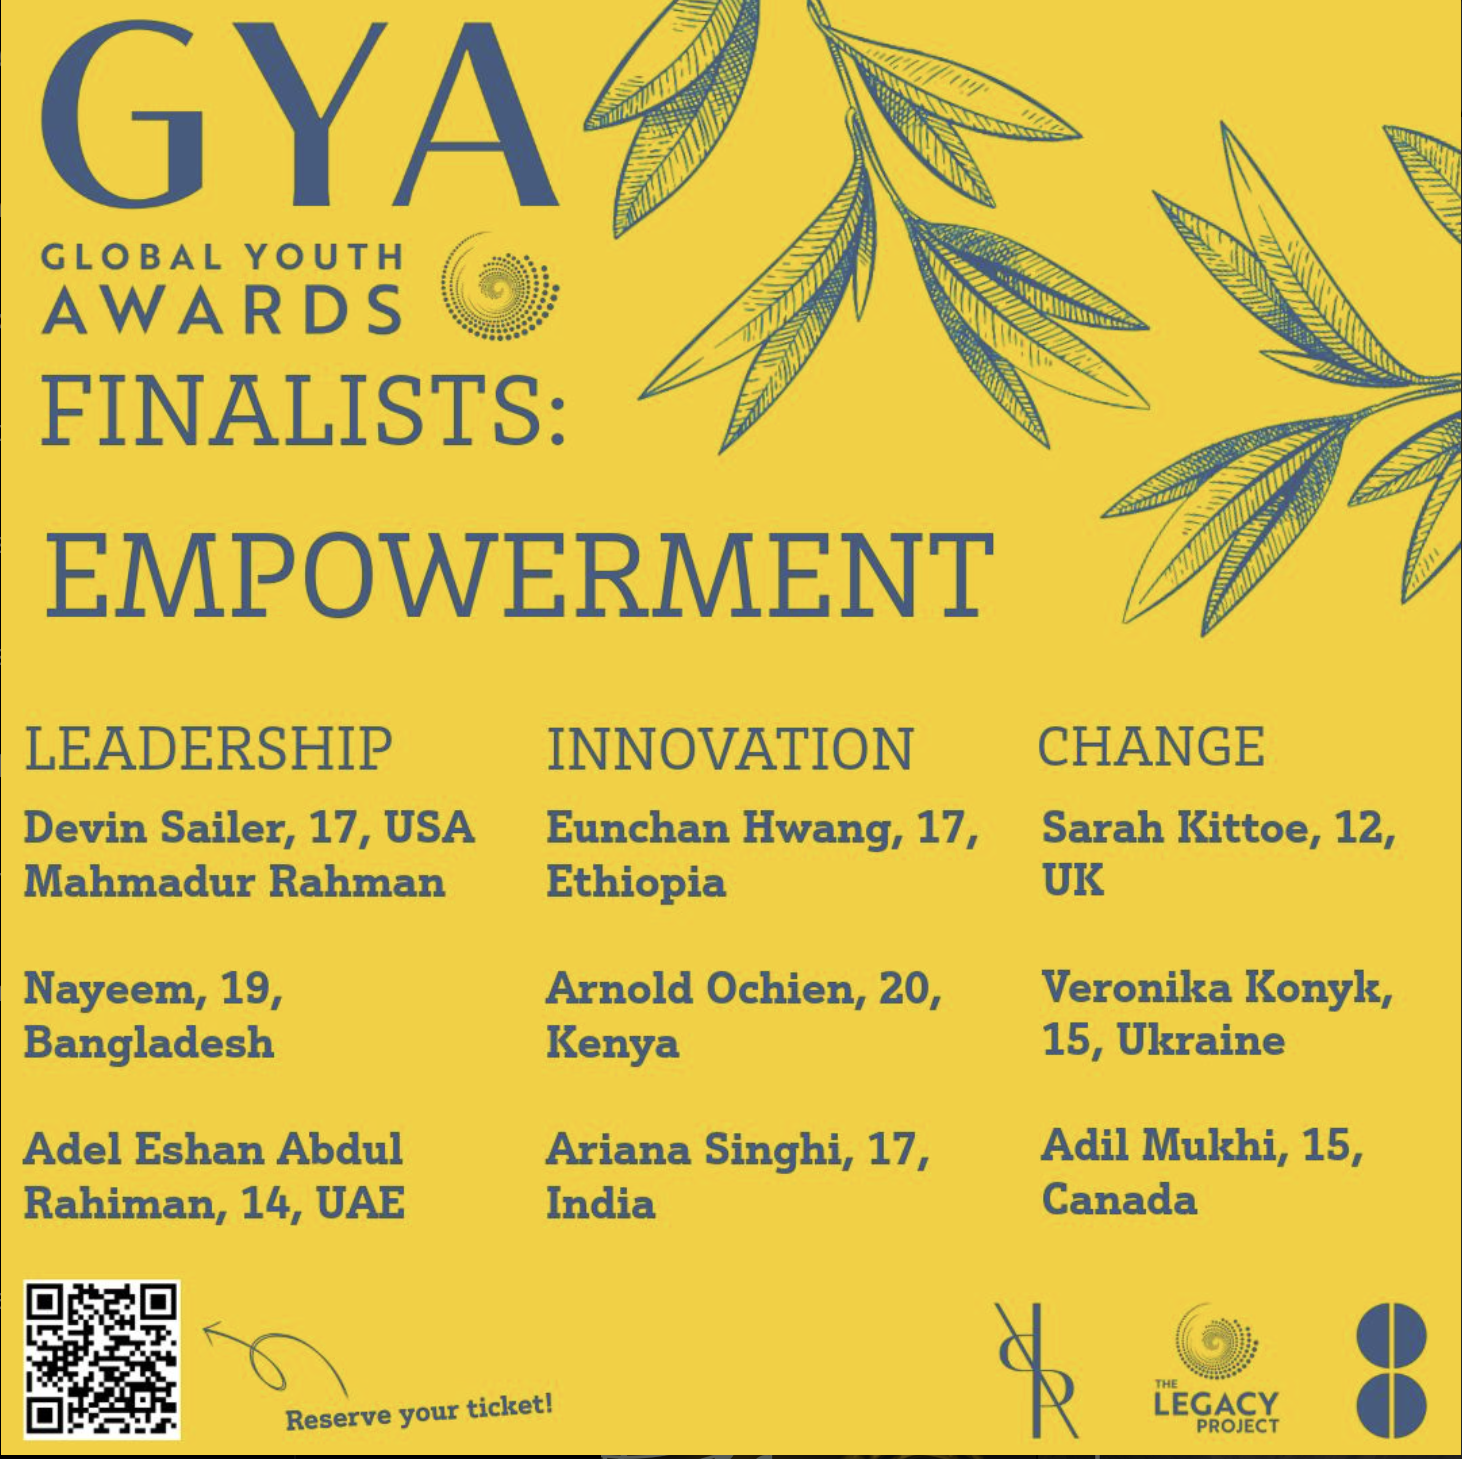 GYA
GLOBAL YOUTH
AWARDS
FINALISTS:
EMPOWERMENT
LEADERSHIP
Devin Sailer, 17, USA
Mahmadur Rahman
Nayeem, 19,
Bangladesh
Adel Eshan Abdul
Rahiman, 14, UAE
INNOVATION
Eunchan Hwang, 17,
Ethiopia
Arnold Ochien, 20,
Kenya
Ariana Singhi, 17,
India
CHANGE
Sarah Kittoe, 12,
UK
Veronika Konyk,
15, Ukraine
Adil Mukhi, 15,
Canada
Reserve your ticket!
THE
LEGACY
PROJECT